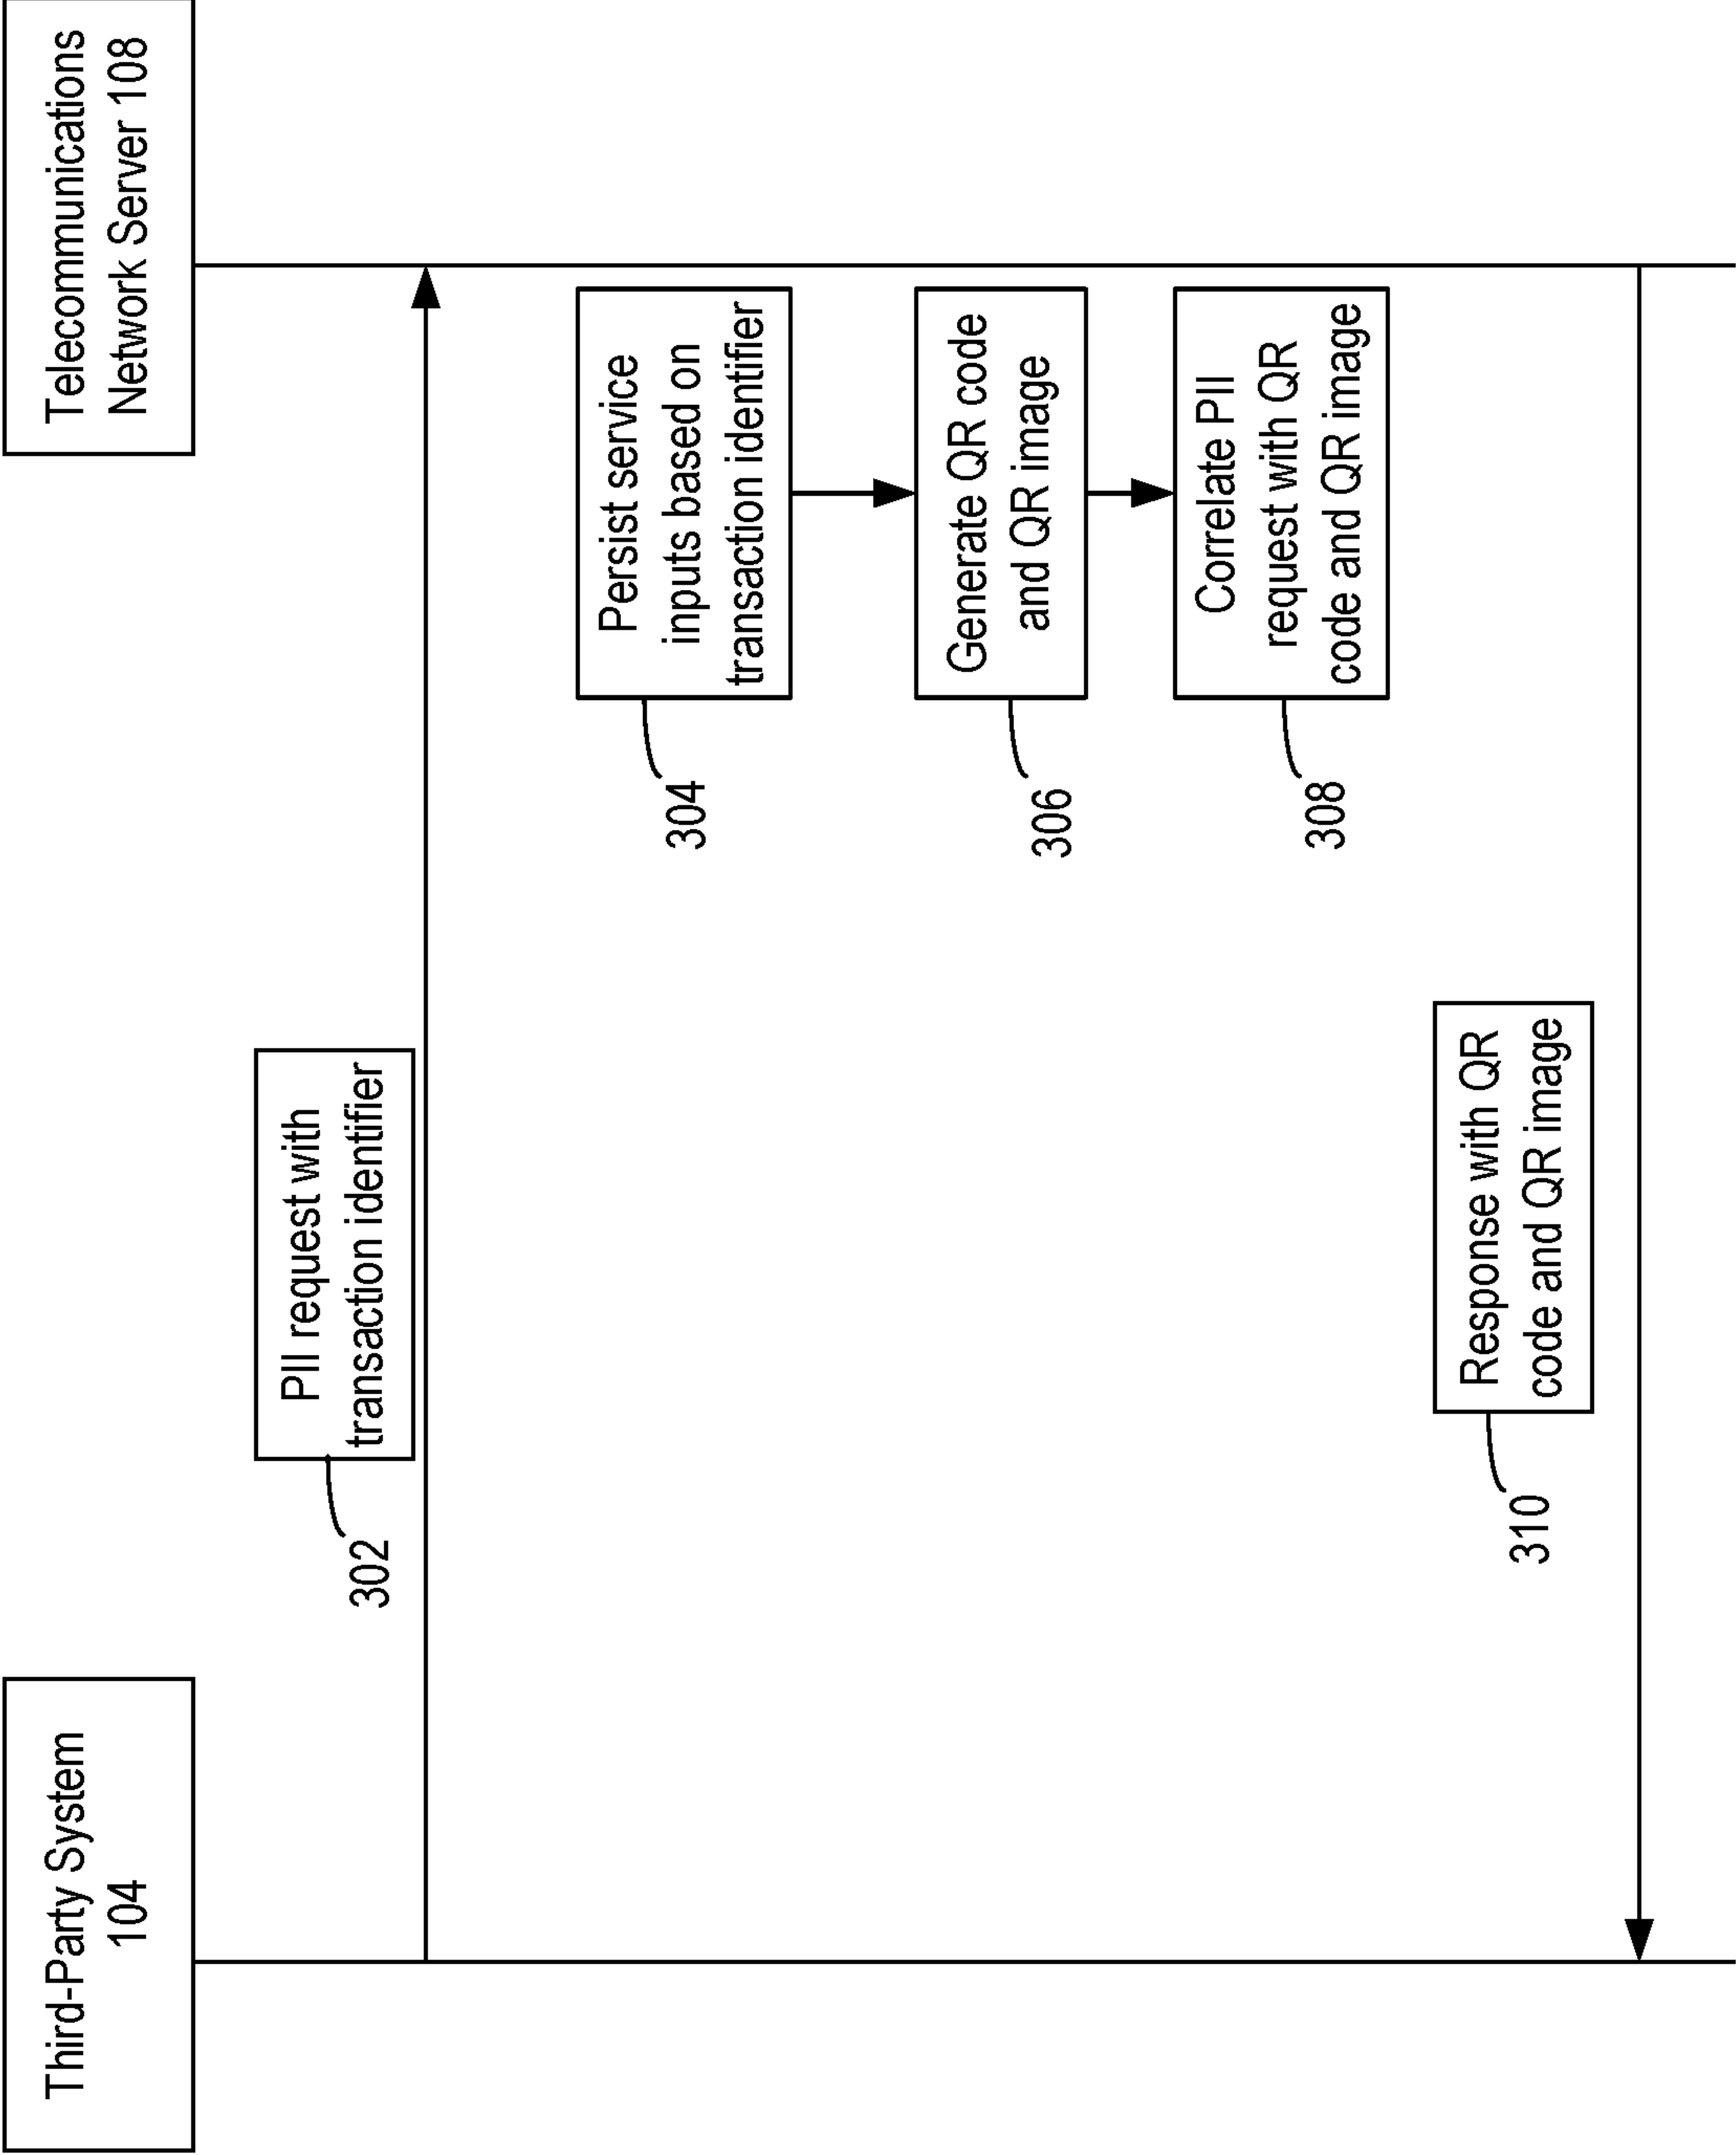 Third-Party System
104
Telecommunications
Network Server 108
PII request with
transaction identifier
302
Persist service
inputs based on
transaction identifier
304
Generate QR code
and QR image
306
Correlate PII
request with QR
code and QR image
308
Response with QR
code and QR image
310